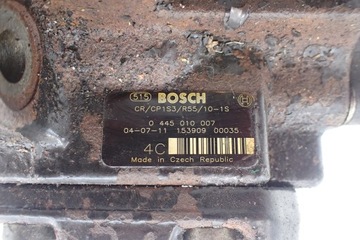 515 BOSCH
CR/CP1S3/R55/10-1S
0 445 010 007
04-07-11 153909 00035
4C
Made in Czech Republic